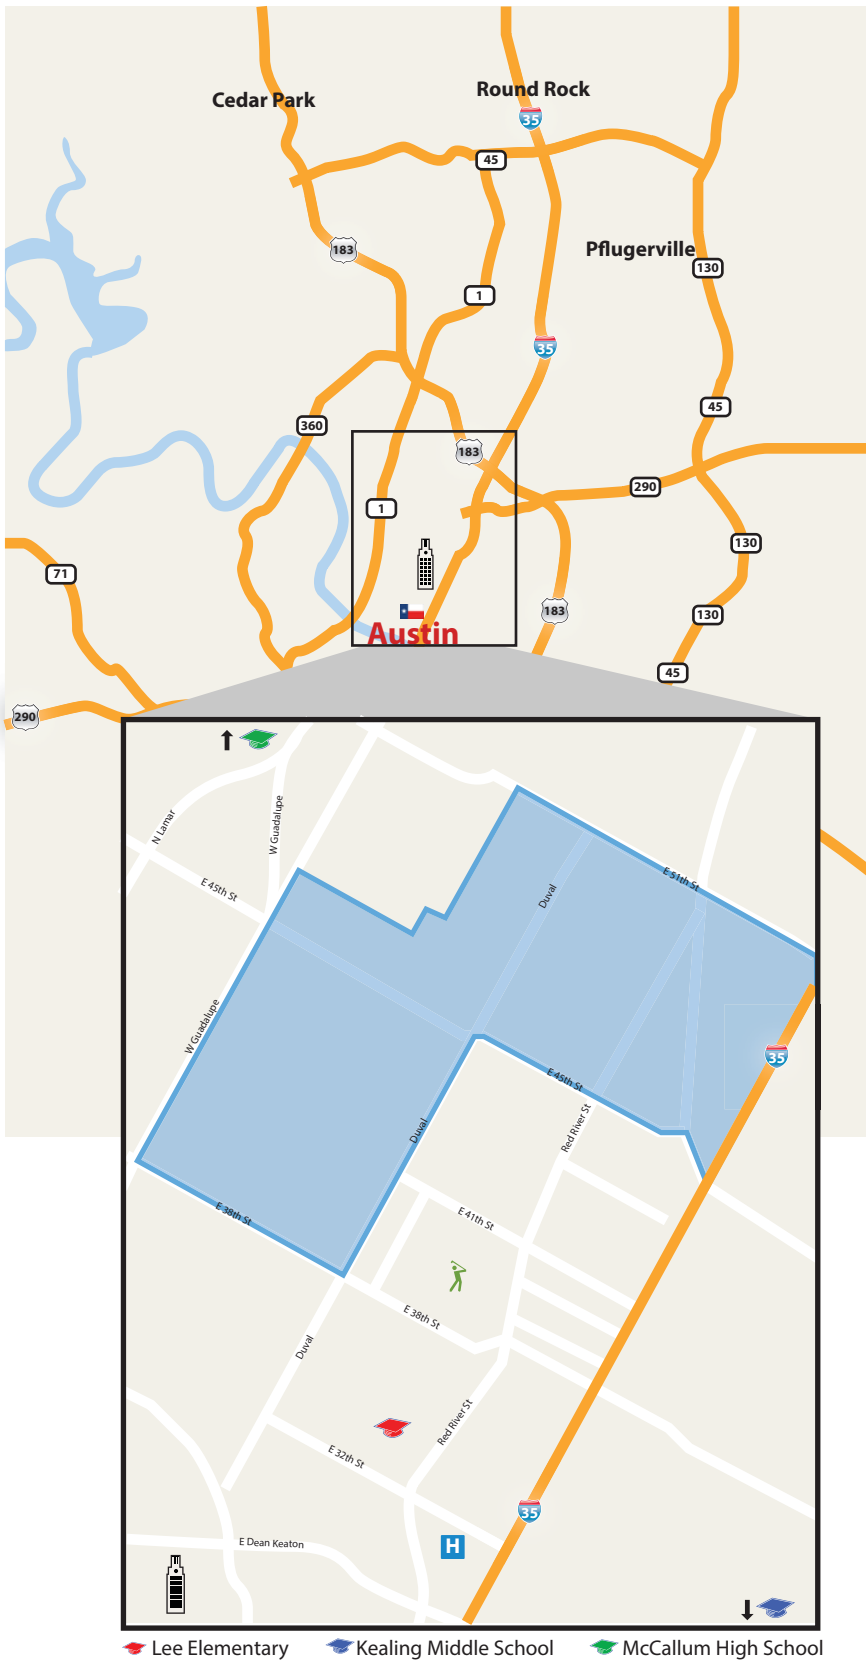 Cedar Park
Round Rock
35
45
183
Pflugerville
130
1
35
45
360
183
290
1
130
71
183
130
Austin
45
290
N Lamar
W Guadalupe
E 45th St
E 51th St
Duval
W Guadalupe
35
E 45th St
Duval
Red River St
E 38th St
E 41th St
E 38th St
Duval
Red River St
E 32th St
35
E Dean Keaton
H
Lee Elementary
Kealing Middle School
McCallum High School